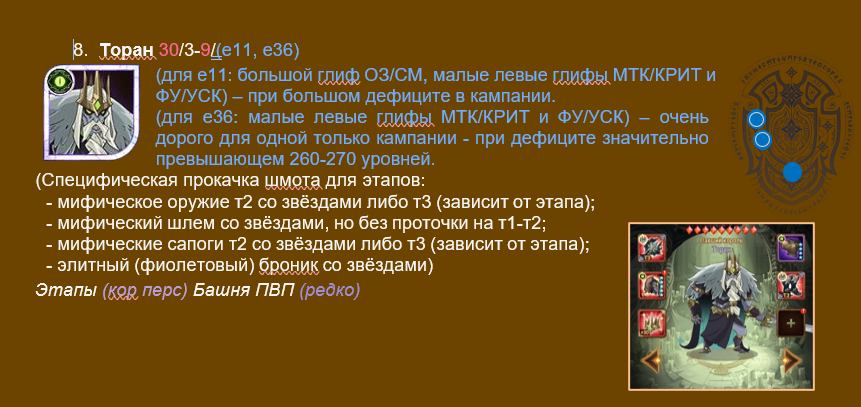 8. Торан 30/3-9/(e11, e36)
(для e11: большой глиф ОЗ/СМ, малые левые глифы МТК/КРИТ и
ФУ/УСК) – при большом дефиците в кампании.
(для e36: малые левые глифы МТК/КРИТ и ФУ/УСК) – очень
дорого для одной только кампании - при дефиците значительно
превышающем 260-270 уровней.
(Специфическая прокачка шмота для этапов:
- мифическое оружие т2 со звёздами либо т3 (зависит от этапа);
- мифический шлем со звёздами, но без проточки на т1-т2;
- мифические сапоги т2 со звёздами либо т3 (зависит от этапа);
- элитный (фиолетовый) броник со звёздами)
Этапы (кор перс) Башня ПВП (редко)